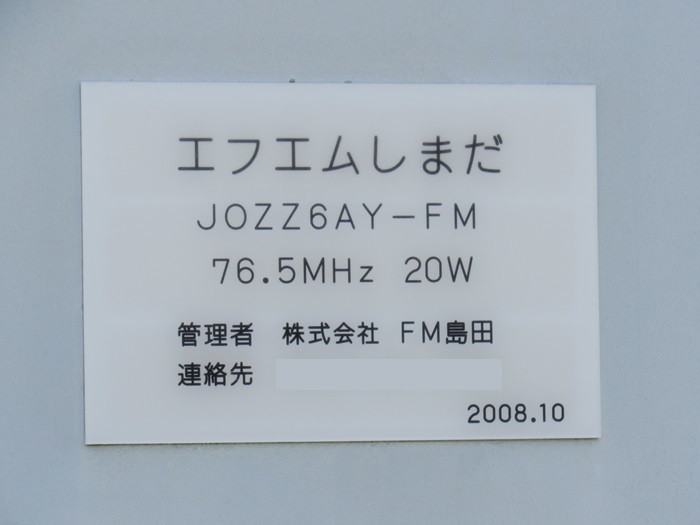 エフエムしまだ
JOZZ6AY-FM
76.5MHz 20W
管理者 株式会社 FM島田
連絡先
2008.10